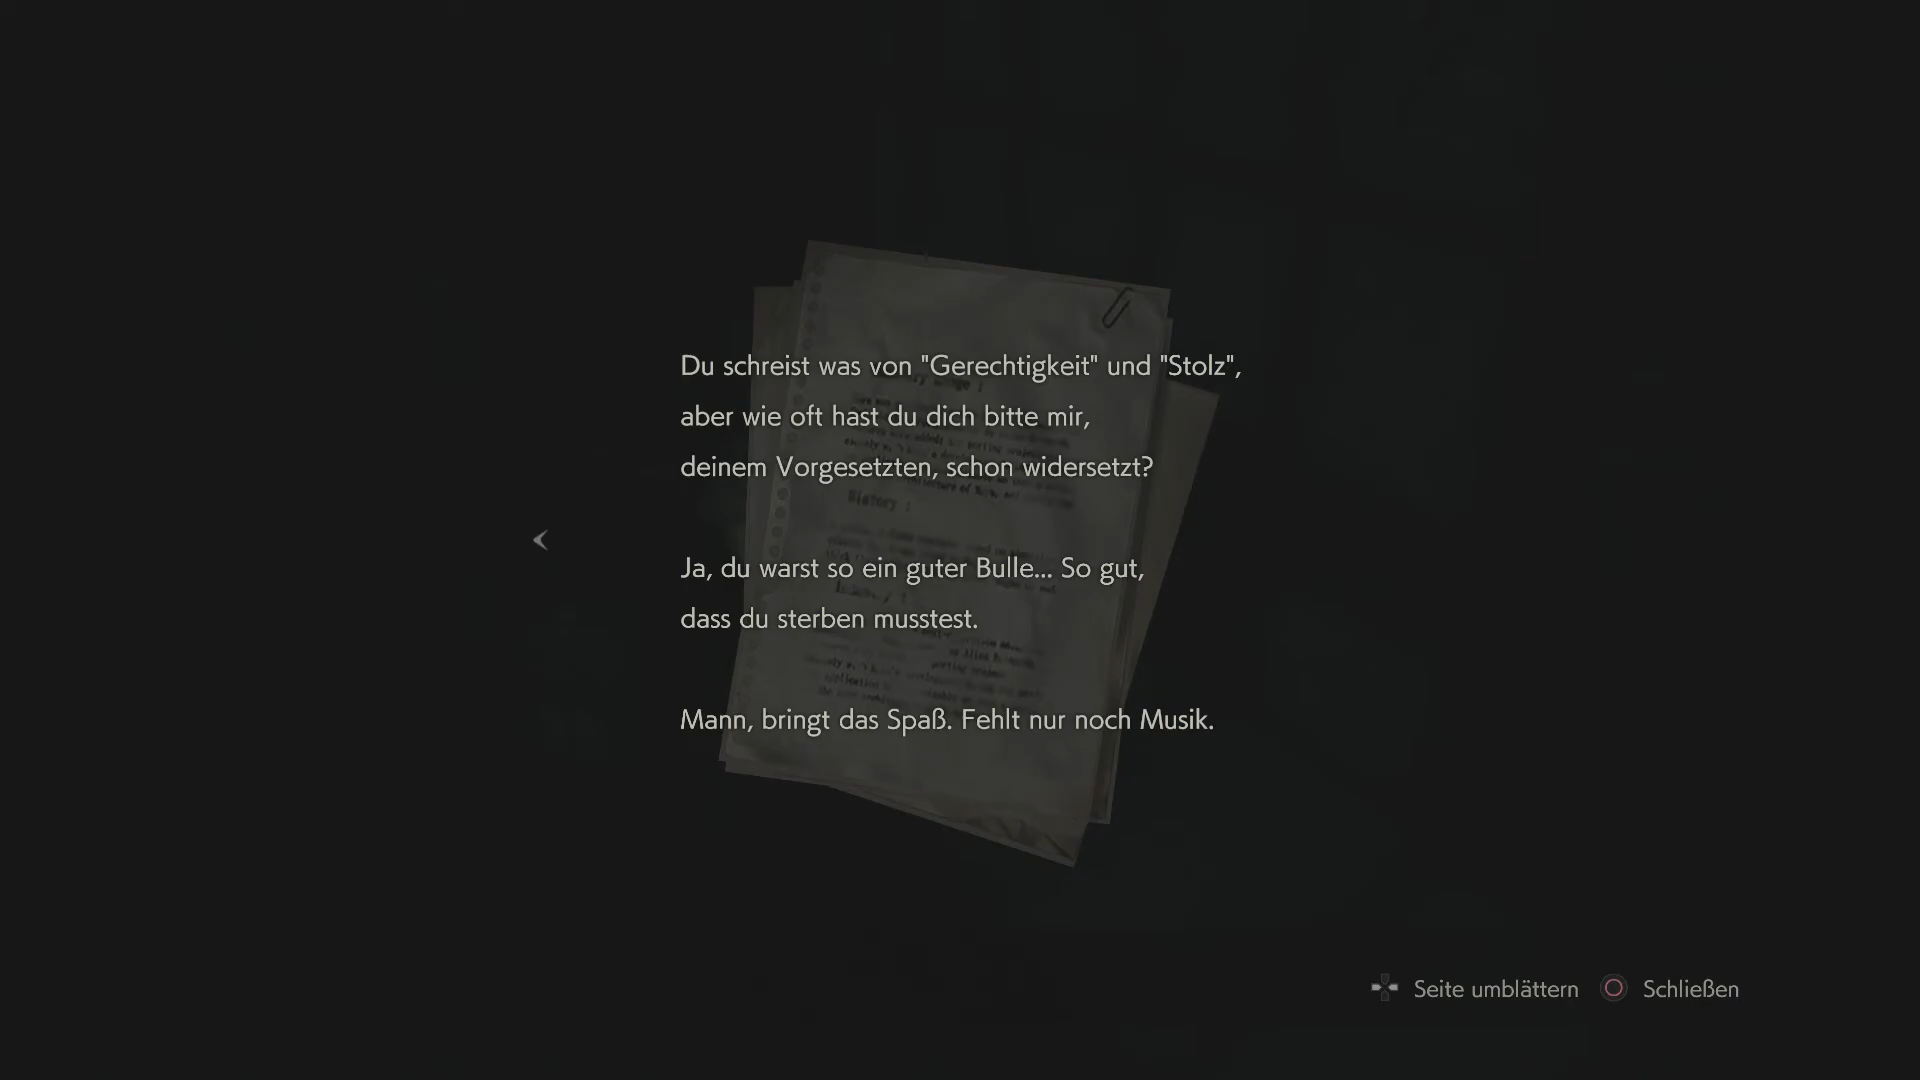 Du schreist was von "Gerechtigkeit" und "Stolz",
aber wie oft hast du dich bitte mir,
deinem Vorgesetzten, schon widersetzt?
Ja, du warst so ein guter Bulle... So gut,
dass du sterben musstest.
Mann, bringt das Spaß. Fehlt nur noch Musik.
History :
Seite umblättern
Schließen